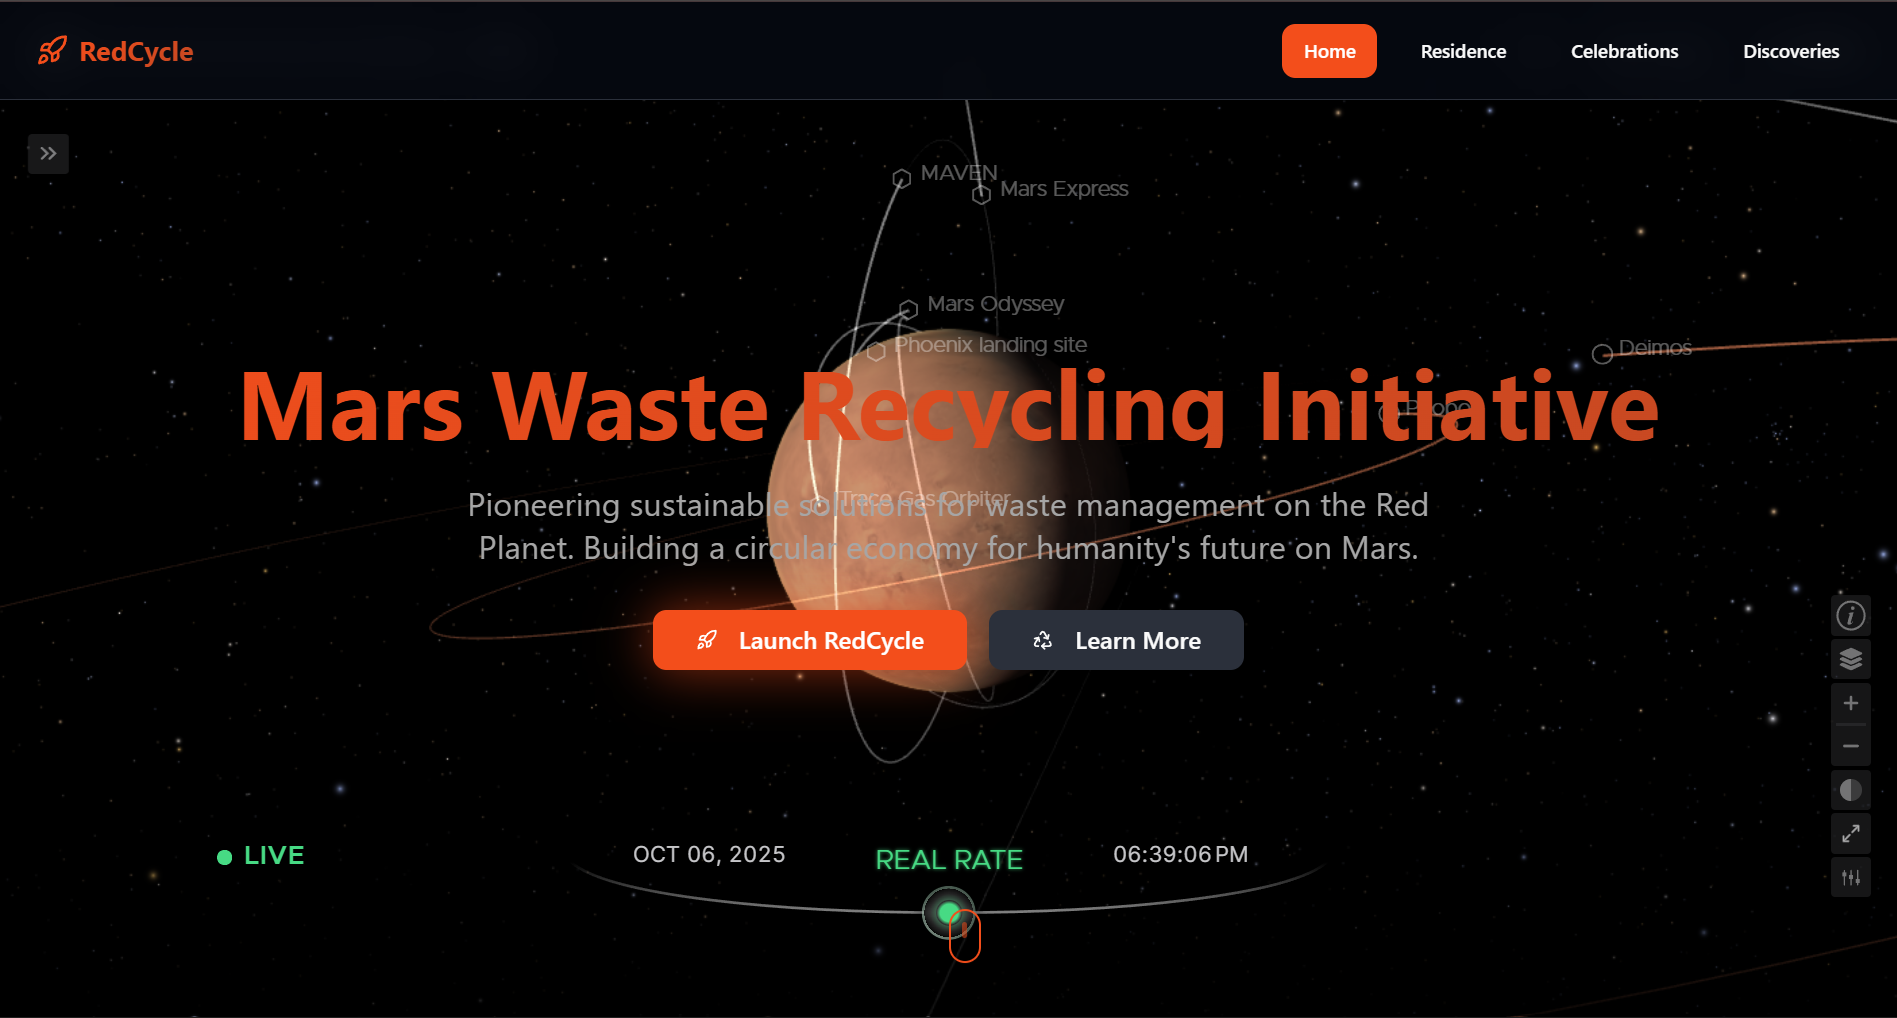 RedCycle
Home
Residence
Celebrations
Discoveries
MAVEN
Mars Express
Mars Odyssey
Phoenix landing site
Deimos
Phobos
Mars Waste Recycling Initiative
Trace Gas Orbiter
Pioneering sustainable solutions for waste management on the Red
Planet. Building a circular economy for humanity's future on Mars.
Launch RedCycle
Learn More
LIVE
OCT 06, 2025
REAL RATE
06:39:06 PM